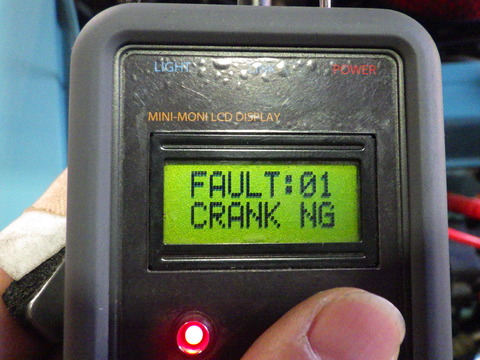 LIGHT POWER
MINI-MONI LCD DISPLAY
FAULT:01
CRANK NG